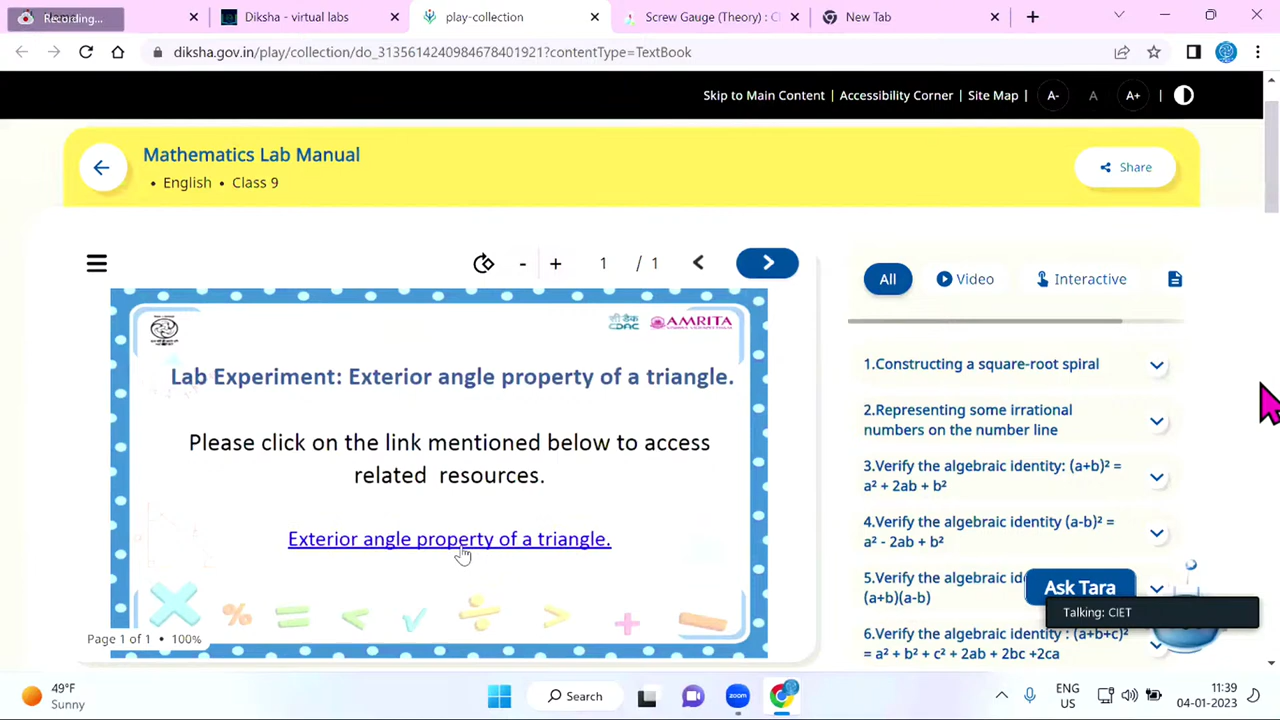 Recording...
Diksha - virtual labs
play-collection
Screw Gauge (Theory) : Cl
New Tab
diksha.gov.in/play/collection/do_31356142409846784019​21?contentType=TextBook
Skip to Main Content | Accessibility Corner | Site Map | A- A A+ |
Mathematics Lab Manual
• English • Class 9
Share
- + 1 / 1
All
Video
Interactive
सी डैक
CDAC
AMRITA
Lab Experiment: Exterior angle property of a triangle.
Please click on the link mentioned below to access
related resources.
Exterior angle property of a triangle.
Page 1 of 1 • 100%
1.Constructing a square-root spiral
2.Representing some irrational
numbers on the number line
3.Verify the algebraic identity: (a+b)² =
a² + 2ab + b²
4.Verify the algebraic identity (a-b)² =
a² - 2ab + b²
5.Verify the algebraic id
(a+b)(a-b)
Ask Tara
Talking: CIET
6.Verify the algebraic identity : (a+b+c)²
= a² + b² + c² + 2ab + 2bc +2ca
49°F
Sunny
Search
zoom
ENG
US
11:39
04-01-2023